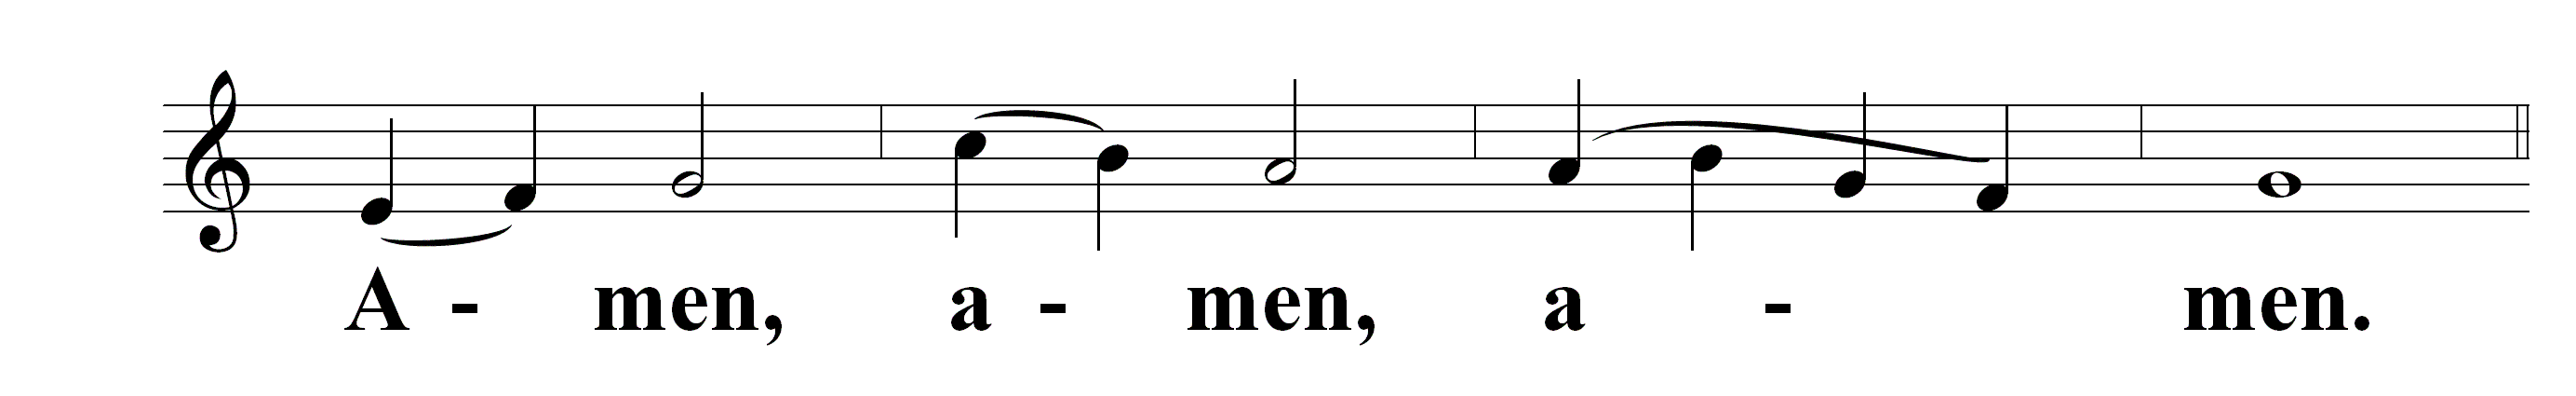 A - men, a - men, a - men.